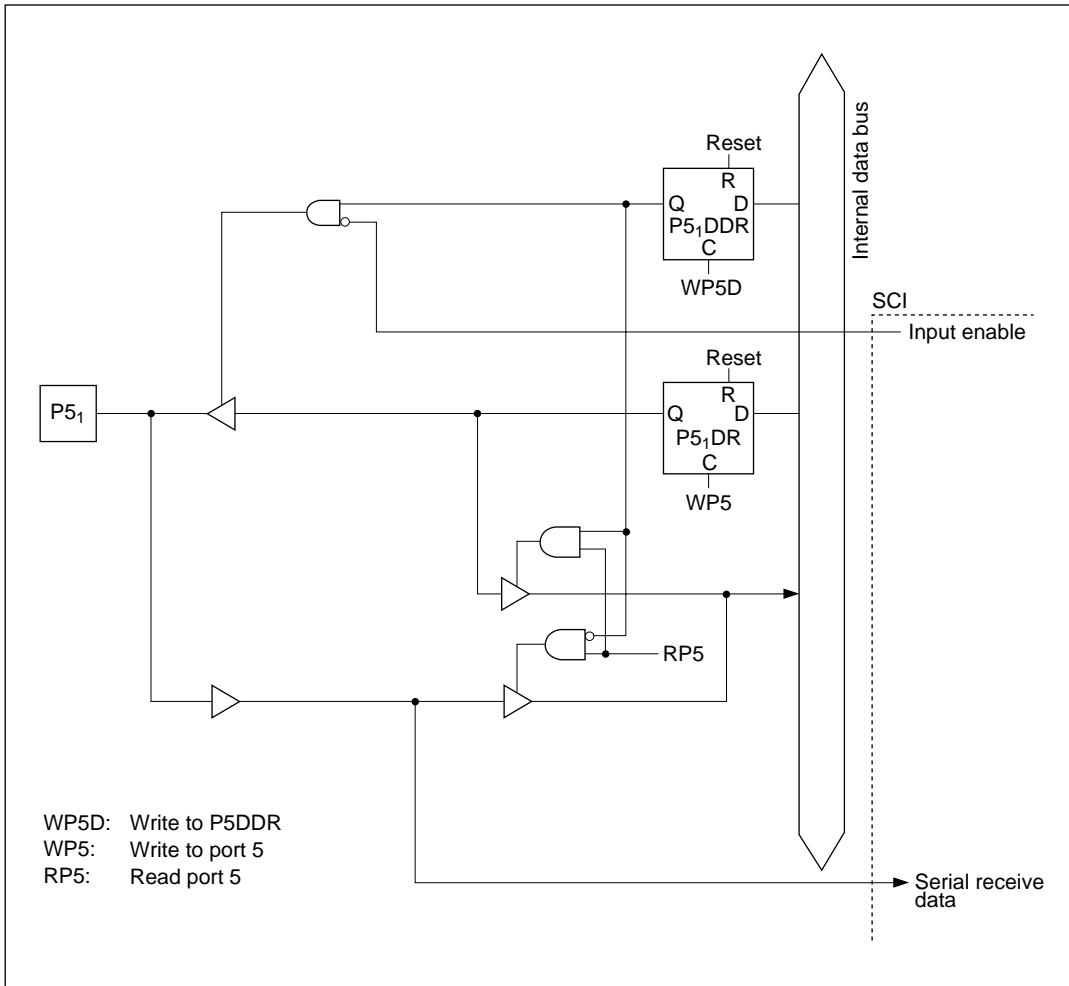 Reset
R
Q D
P5₁DDR
C
WP5D
Internal data bus
SCI
Input enable
Reset
R
Q D
P5₁DR
C
WP5
P5₁
RP5
WP5D: Write to P5DDR
WP5: Write to port 5
RP5: Read port 5
Serial receive
data